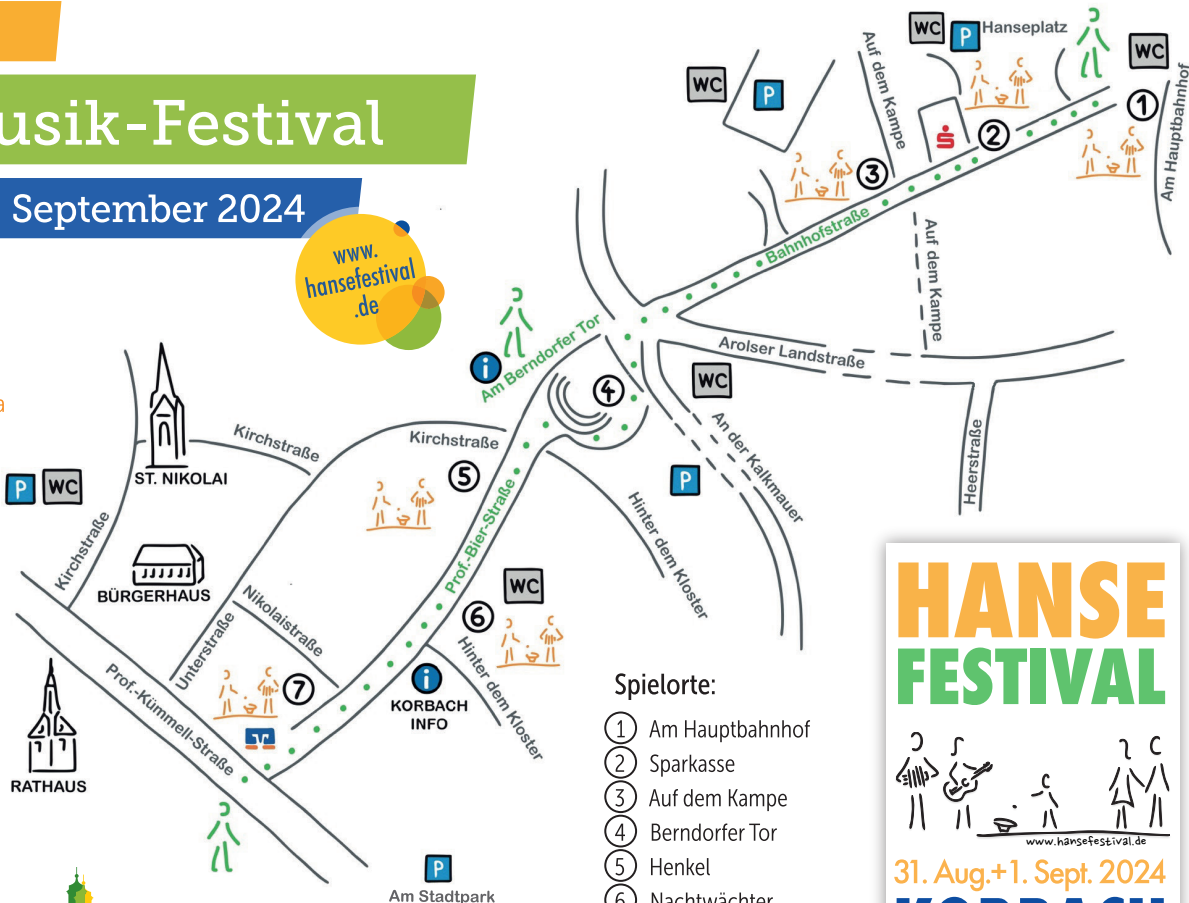 usik-Festival
September 2024
www.
hansefestival
.de
WC
P
Hanseplatz
WC
WC
P
Auf dem Kampe
1
2
3
Am Hauptbahnhof
Bahnhofstraße
Auf dem Kampe
Am Berndorfer Tor
i
4
Arolser Landstraße
WC
An der Kalkmauer
Heerstraße
a
P
WC
ST. NIKOLAI
Kirchstraße
Kirchstraße
Kirchstraße
5
P
Prof.-Bier-Straße
Hinter dem Kloster
BÜRGERHAUS
Nikolaistraße
Unterstraße
WC
6
Hinter dem Kloster
7
i
KORBACH
INFO
Prof.-Kümmell-Straße
RATHAUS
P
Am Stadtpark
Spielorte:
1 Am Hauptbahnhof
2 Sparkasse
3 Auf dem Kampe
4 Berndorfer Tor
5 Henkel
6 Nachtwächter
HANSE
FESTIVAL
www.hansefestival.de
31. Aug.+1. Sept. 2024
KORBACH